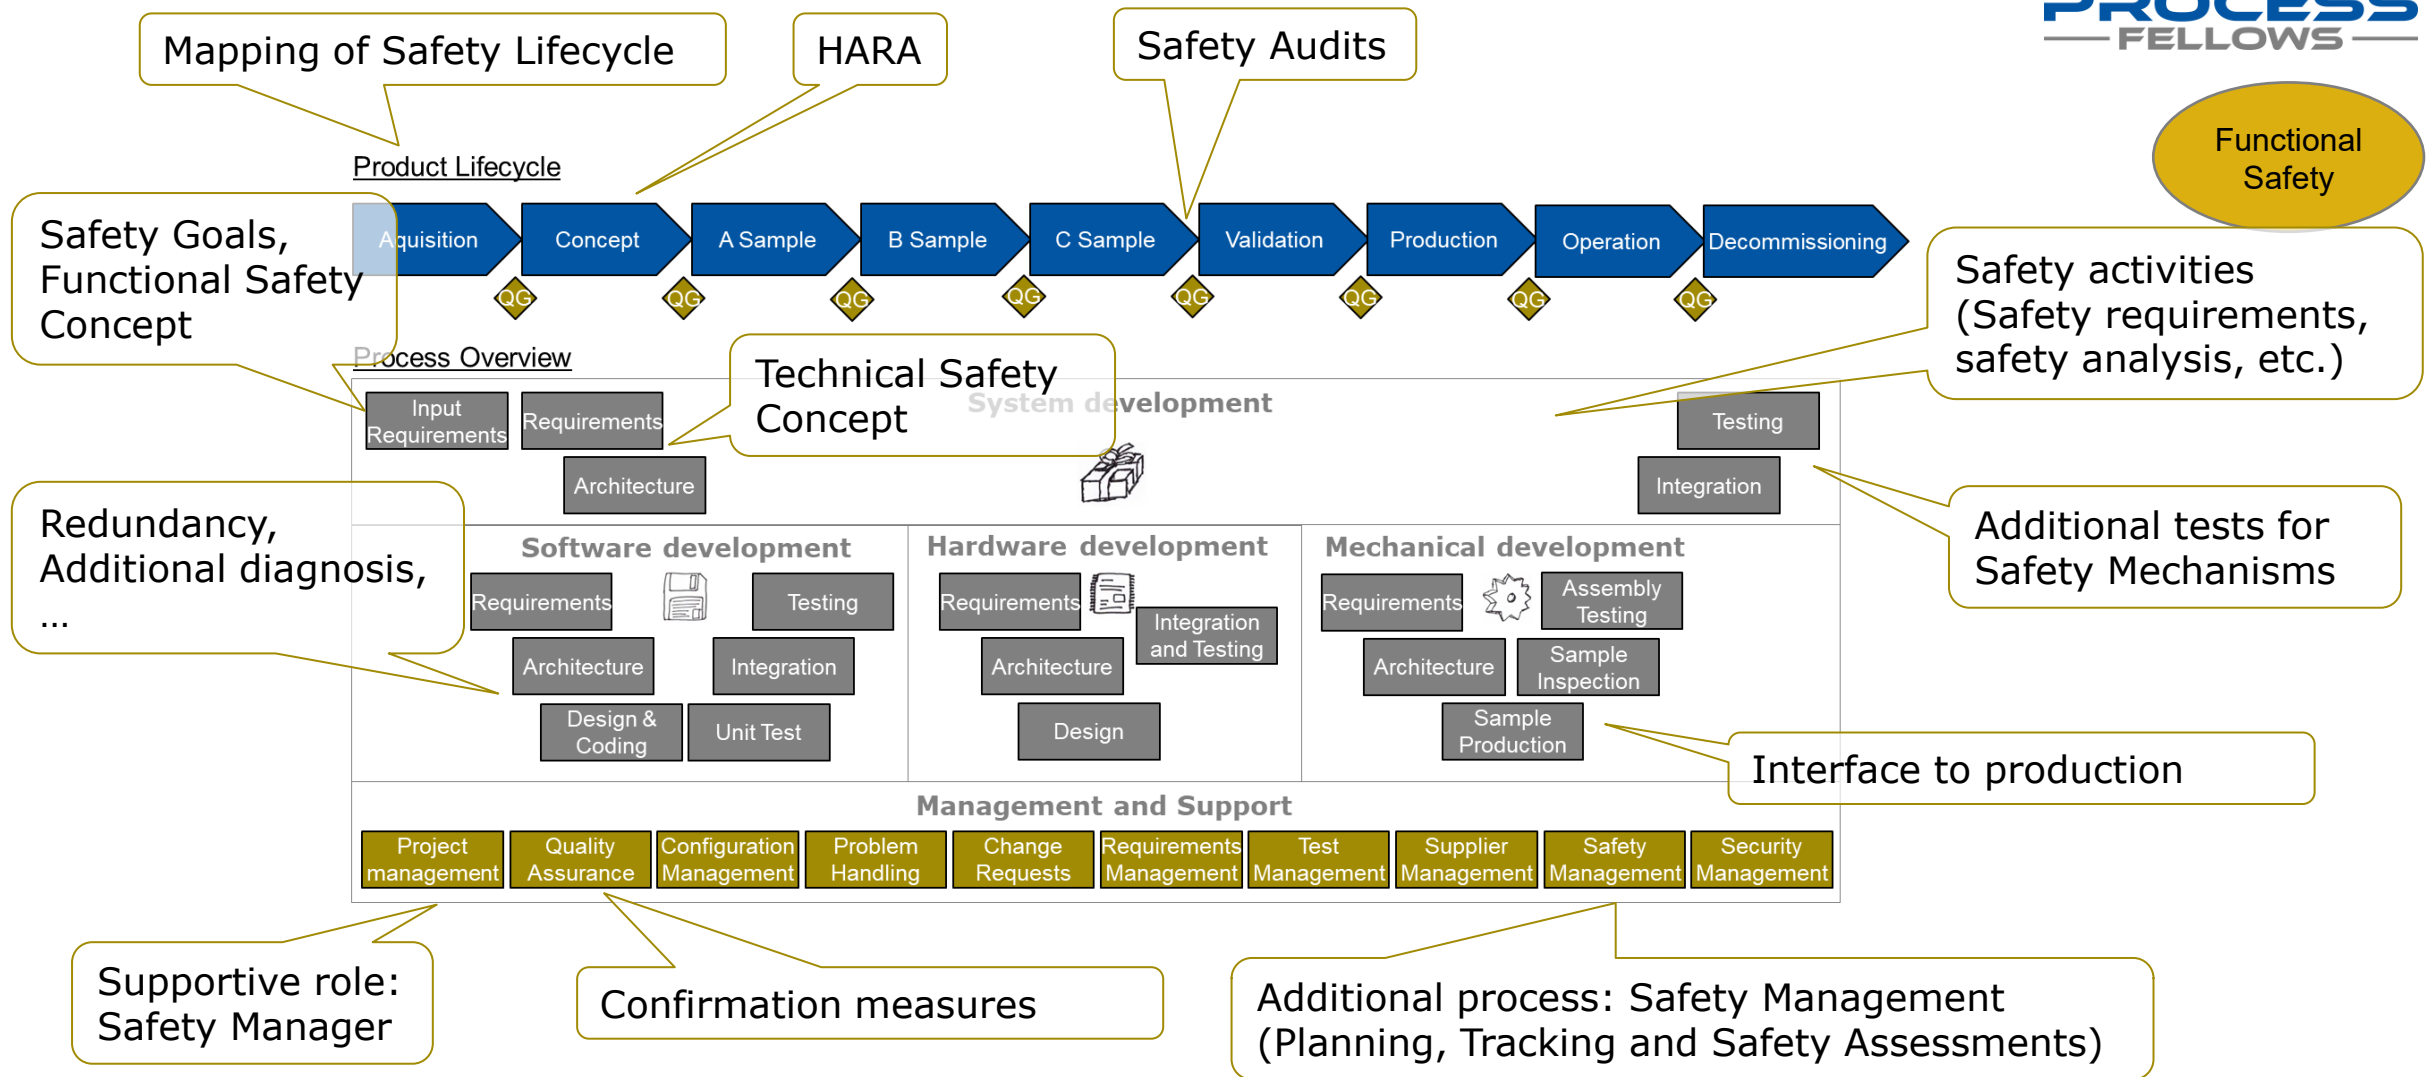 PROCESS
FELLOWS
Mapping of Safety Lifecycle
HARA
Safety Audits
Functional
Safety
Product Lifecycle
Safety Goals,
Functional Safety
Concept
Aquisition
Concept
A Sample
B Sample
C Sample
Validation
Production
Operation
Decommissioning
QG
QG
QG
QG
QG
QG
QG
QG
Safety activities
(Safety requirements,
safety analysis, etc.)
Process Overview
Technical Safety
Concept
System development
Input
Requirements
Requirements
Architecture
Testing
Integration
Additional tests for
Safety Mechanisms
Redundancy,
Additional diagnosis,
...
Software development
Requirements
Testing
Architecture
Integration
Design &
Coding
Unit Test
Hardware development
Requirements
Integration
and Testing
Architecture
Design
Mechanical development
Requirements
Assembly
Testing
Architecture
Sample
Inspection
Sample
Production
Interface to production
Management and Support
Project
management
Quality
Assurance
Configuration
Management
Problem
Handling
Change
Requests
Requirements
Management
Test
Management
Supplier
Management
Safety
Management
Security
Management
Supportive role:
Safety Manager
Confirmation measures
Additional process: Safety Management
(Planning, Tracking and Safety Assessments)